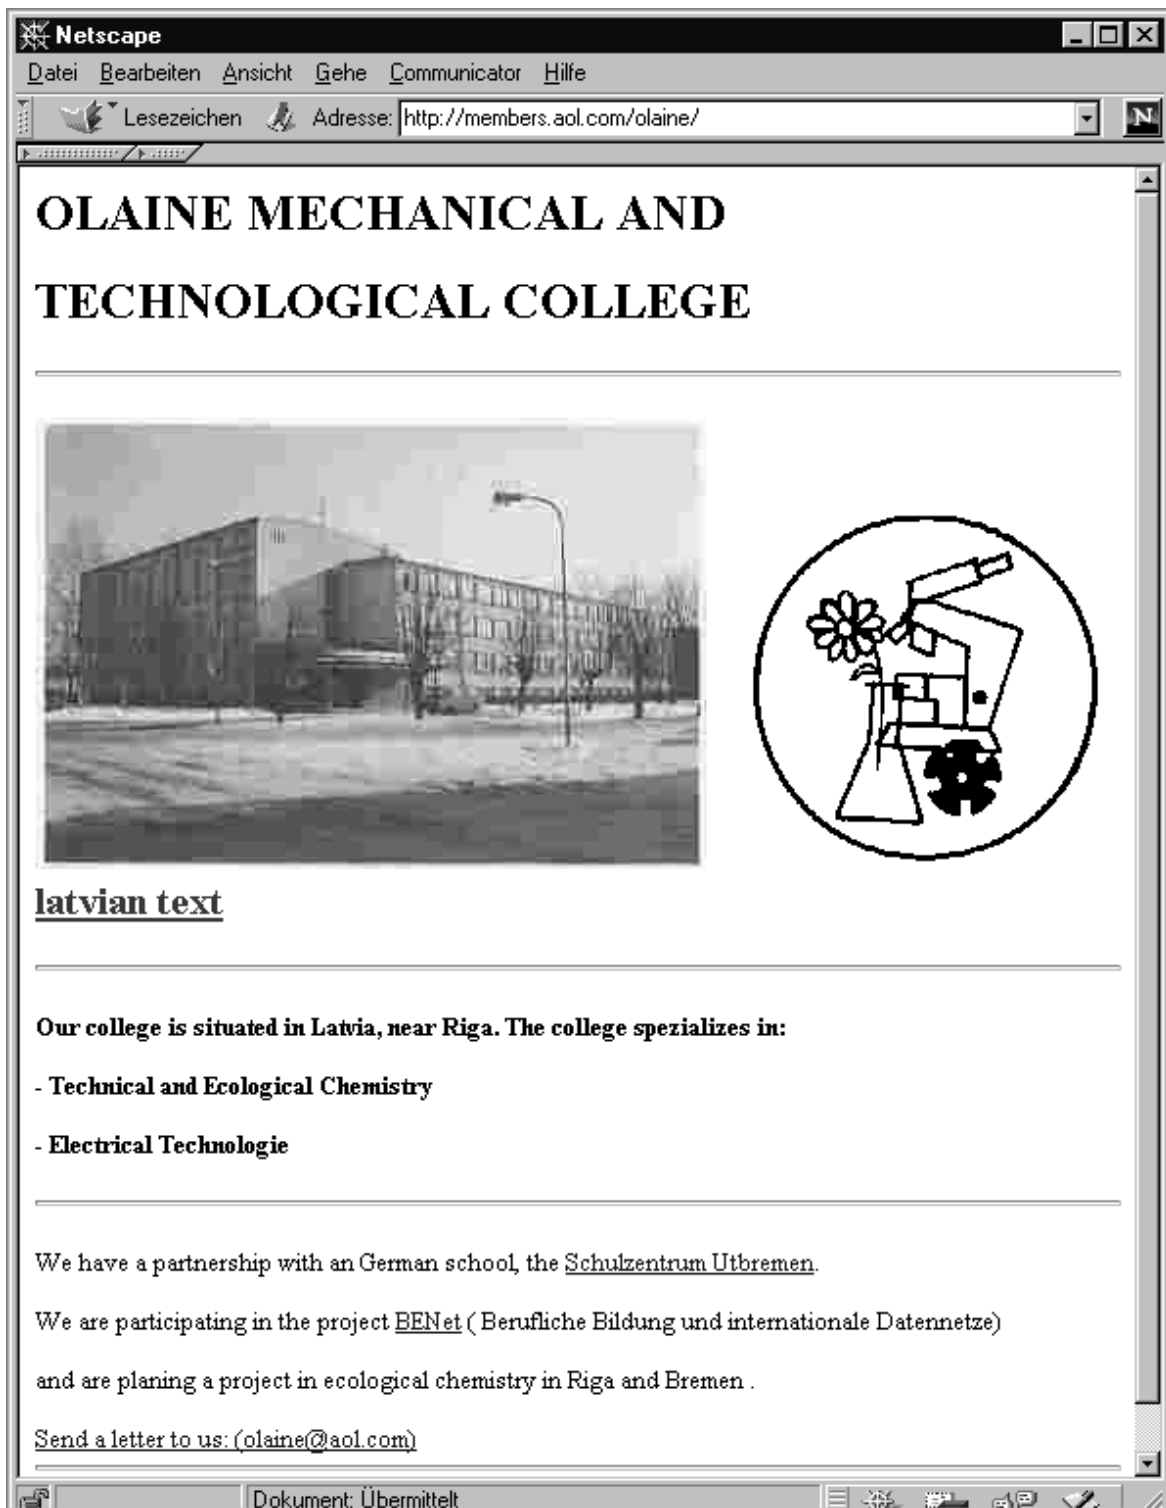 Netscape
Datei Bearbeiten Ansicht Gehe Communicator Hilfe
Lesezeichen Adresse: http://members.aol.com/olaine/
N
OLAINE MECHANICAL AND
TECHNOLOGICAL COLLEGE
latvian text
Our college is situated in Latvia, near Riga. The college spezializes in:
- Technical and Ecological Chemistry
- Electrical Technologie
We have a partnership with an German school, the Schulzentrum Utbremen.
We are participating in the project BENet ( Berufliche Bildung und internationale Datennetze)
and are planing a project in ecological chemistry in Riga and Bremen .
Send a letter to us: (olaine@aol.com)
Dokument: Übermittelt